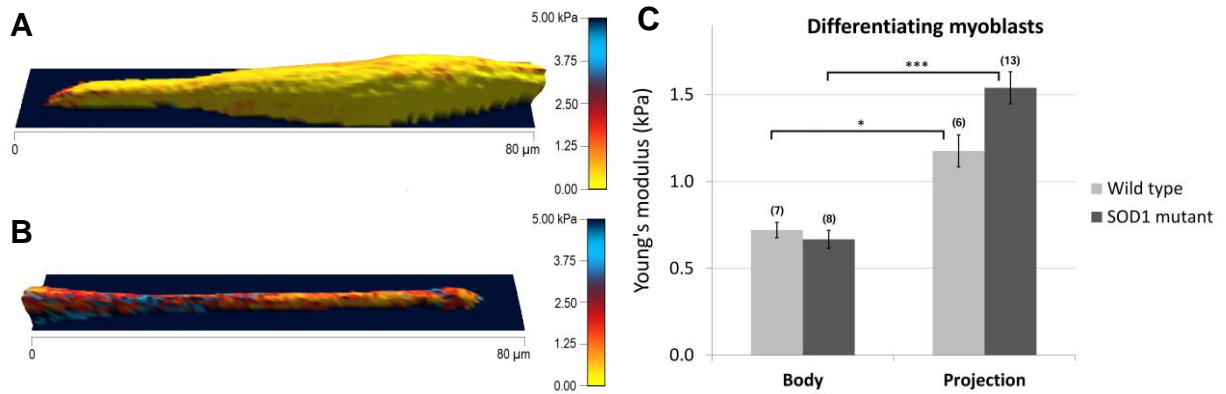 A
5.00 kPa
3.75
2.50
1.25
0.00
0
80 µm
B
5.00 kPa
3.75
2.50
1.25
0.00
0
80 µm
C
Differentiating myoblasts
Young's modulus (kPa)
1.5
1.0
0.5
0.0
***
(13)
*
(6)
(7)
(8)
Wild type
SOD1 mutant
Body
Projection